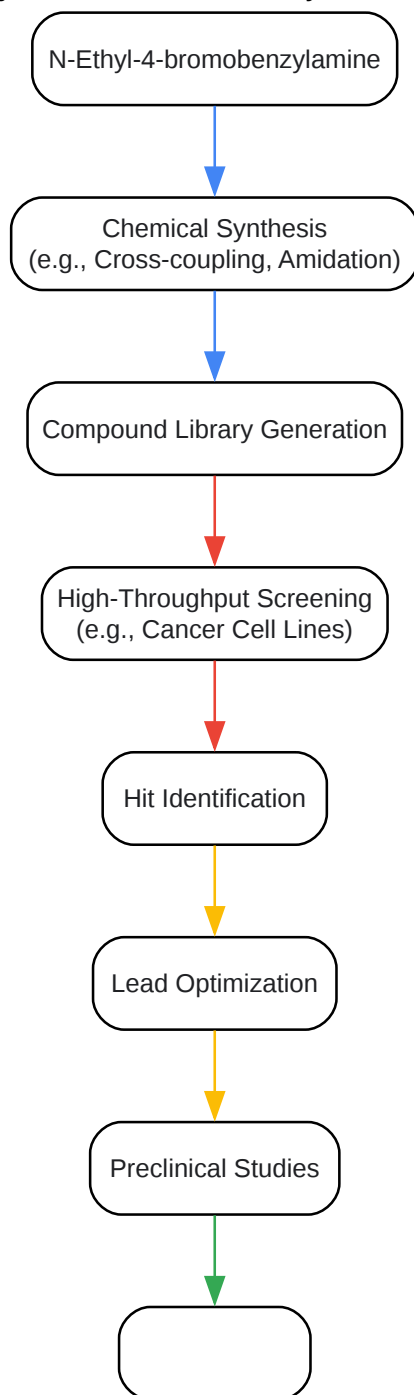 N-Ethyl-4-bromobenzylamine
Chemical Synthesis
(e.g., Cross-coupling, Amidation)
Compound Library Generation
High-Throughput Screening
(e.g., Cancer Cell Lines)
Hit Identification
Lead Optimization
Preclinical Studies